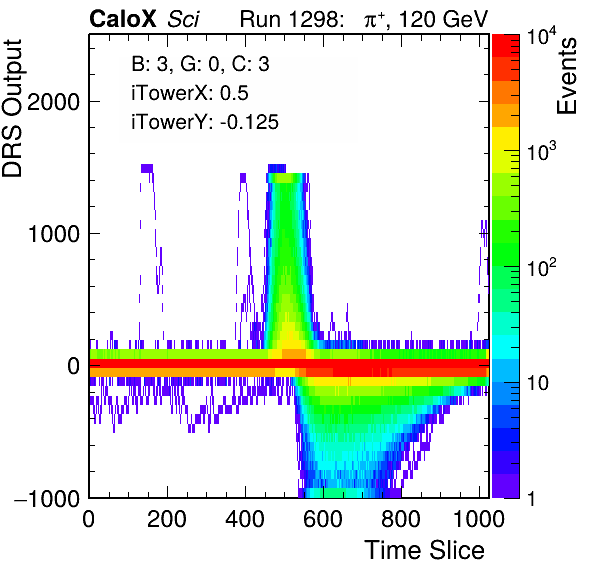 CaloX Sci Run 1298: π⁺, 120 GeV
B: 3, G: 0, C: 3
iTowerX: 0.5
iTowerY: -0.125
DRS Output
2000
1000
0
−1000
0 200 400 600 800 1000
Time Slice
Events
10⁴
10³
10²
10
1